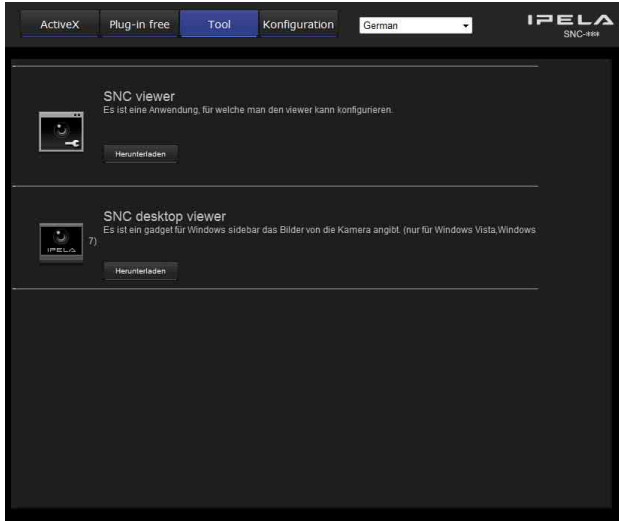 ActiveX Plug-in free Tool Konfiguration German IPELA
SNC-***
SNC viewer
Es ist eine Anwendung, für welche man den viewer kann konfigurieren.
Herunterladen
SNC desktop viewer
Es ist ein gadget für Windows sidebar das Bilder von die Kamera angibt. (nur für Windows Vista,Windows
7)
IPELA
Herunterladen